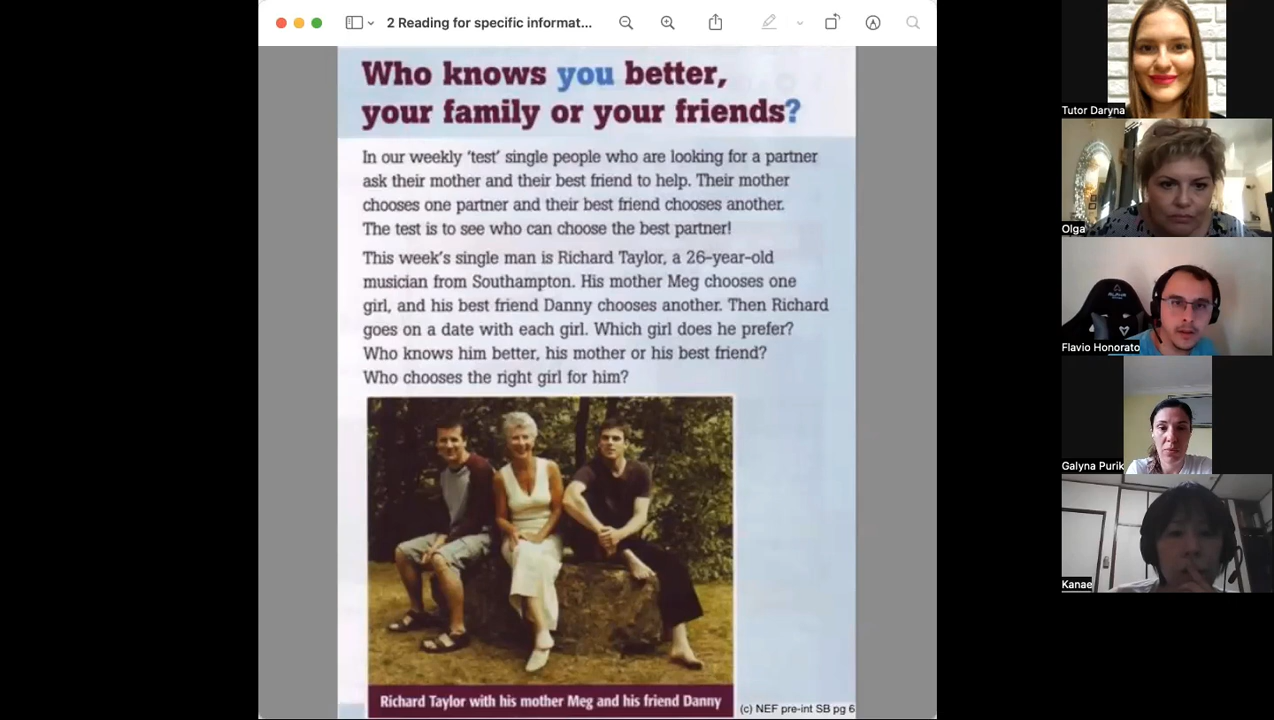 2 Reading for specific informat...
Who knows you better,
your family or your friends?
In our weekly ‘test’ single people who are looking for a partner
ask their mother and their best friend to help. Their mother
chooses one partner and their best friend chooses another.
The test is to see who can choose the best partner!
This week's single man is Richard Taylor, a 26-year-old
musician from Southampton. His mother Meg chooses one
girl, and his best friend Danny chooses another. Then Richard
goes on a date with each girl. Which girl does he prefer?
Who knows him better, his mother or his best friend?
Who chooses the right girl for him?
Richard Taylor with his mother Meg and his friend Danny
(c) NEF pre-int SB pg 6
Tutor Daryna
Olga
Flavio Honorato
Galyna Purik
Kanae